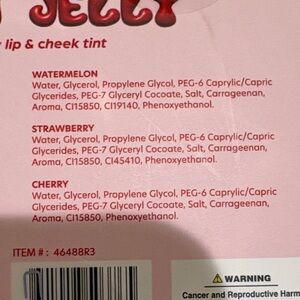 JELLY
lip & cheek tint
WATERMELON
Water, Glycerol, Propylene Glycol, PEG-6 Caprylic/Capric
Glycerides, PEG-7 Glyceryl Cocoate, Salt, Carrageenan,
Aroma, CI15850, CI19140, Phenoxyethanol.
STRAWBERRY
Water, Glycerol, Propylene Glycol, PEG-6 Caprylic/Capric
Glycerides, PEG-7 Glyceryl Cocoate, Salt, Carrageenan,
Aroma, CI15850, CI45410, Phenoxyethanol.
CHERRY
Water, Glycerol, Propylene Glycol, PEG-6 Caprylic/Capric
Glycerides, PEG-7 Glyceryl Cocoate, Salt, Carrageenan,
Aroma, CI15850, Phenoxyethanol.
ITEM # : 46488R3
WARNING
Cancer and Reproductive Harm